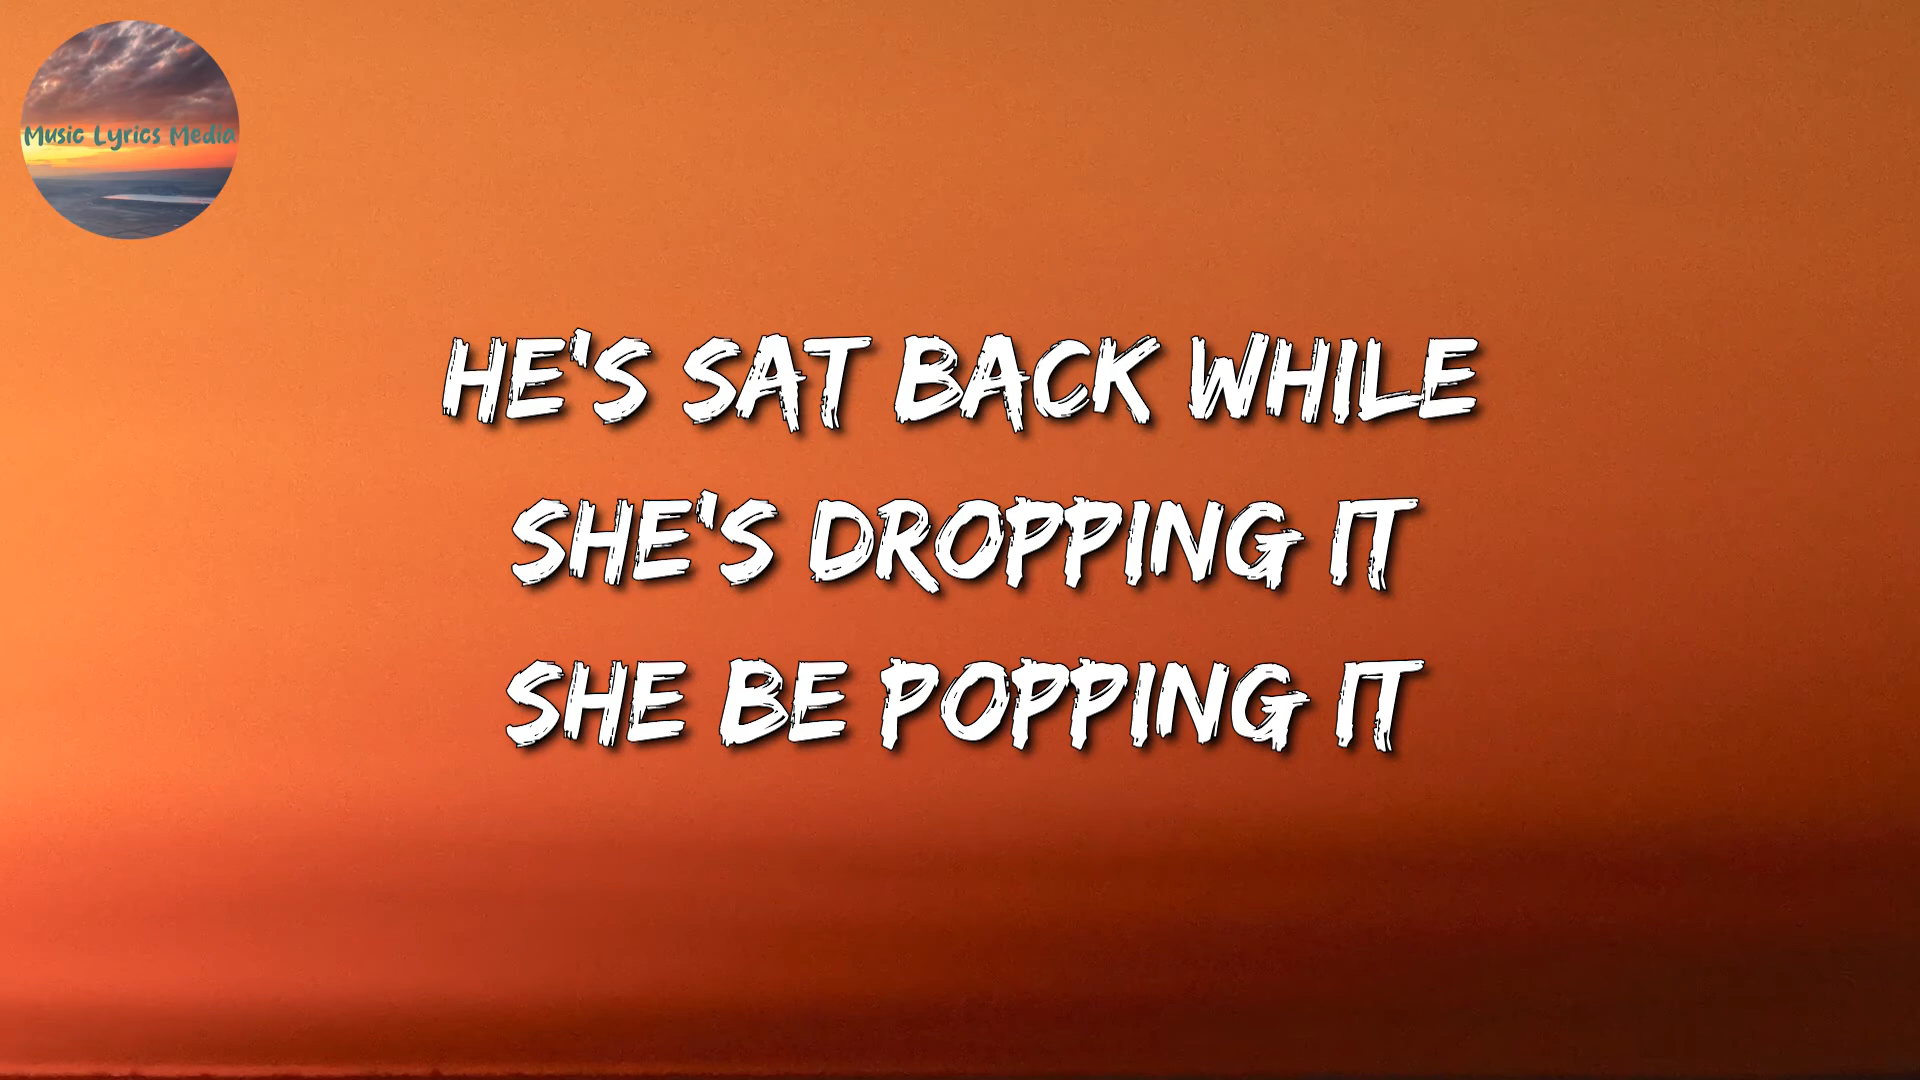 Music Lyrics Media
HE'S SAT BACK WHILE
SHE'S DROPPING IT
SHE BE POPPING IT